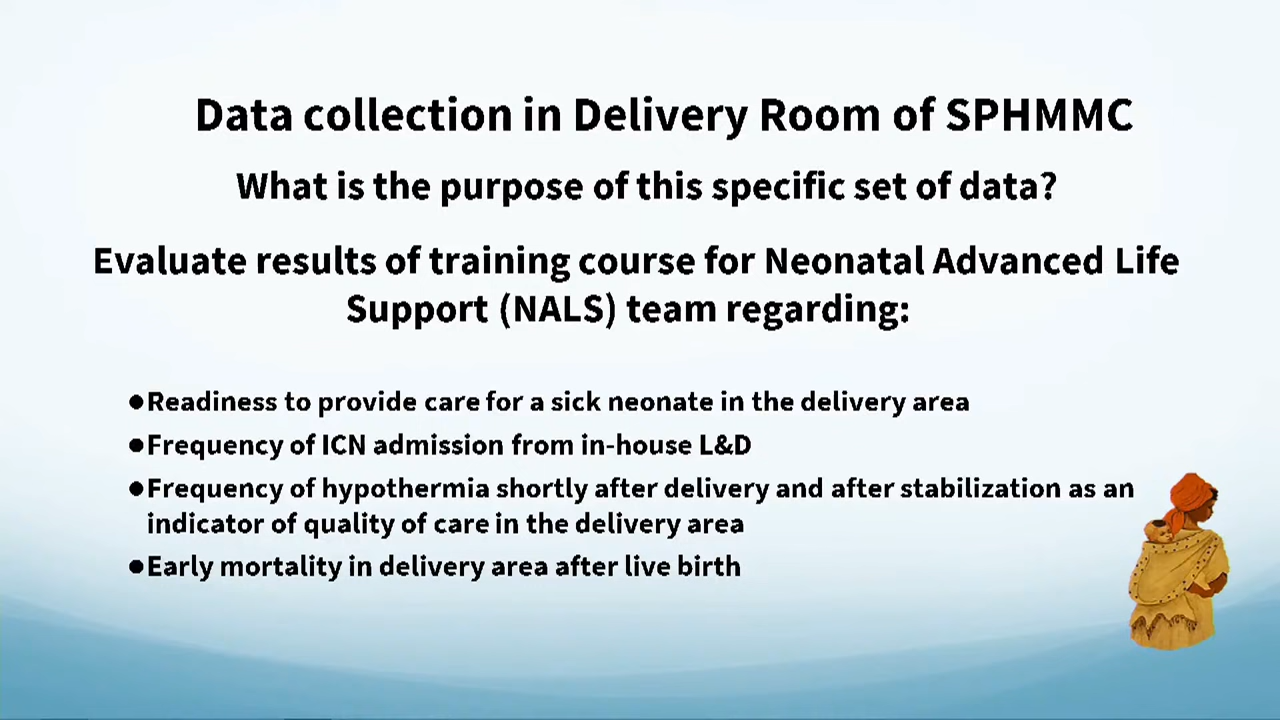 Data collection in Delivery Room of SPHMMC
What is the purpose of this specific set of data?
Evaluate results of training course for Neonatal Advanced Life
Support (NALS) team regarding:
●Readiness to provide care for a sick neonate in the delivery area
●Frequency of ICN admission from in-house L&D
●Frequency of hypothermia shortly after delivery and after stabilization as an
indicator of quality of care in the delivery area
●Early mortality in delivery area after live birth